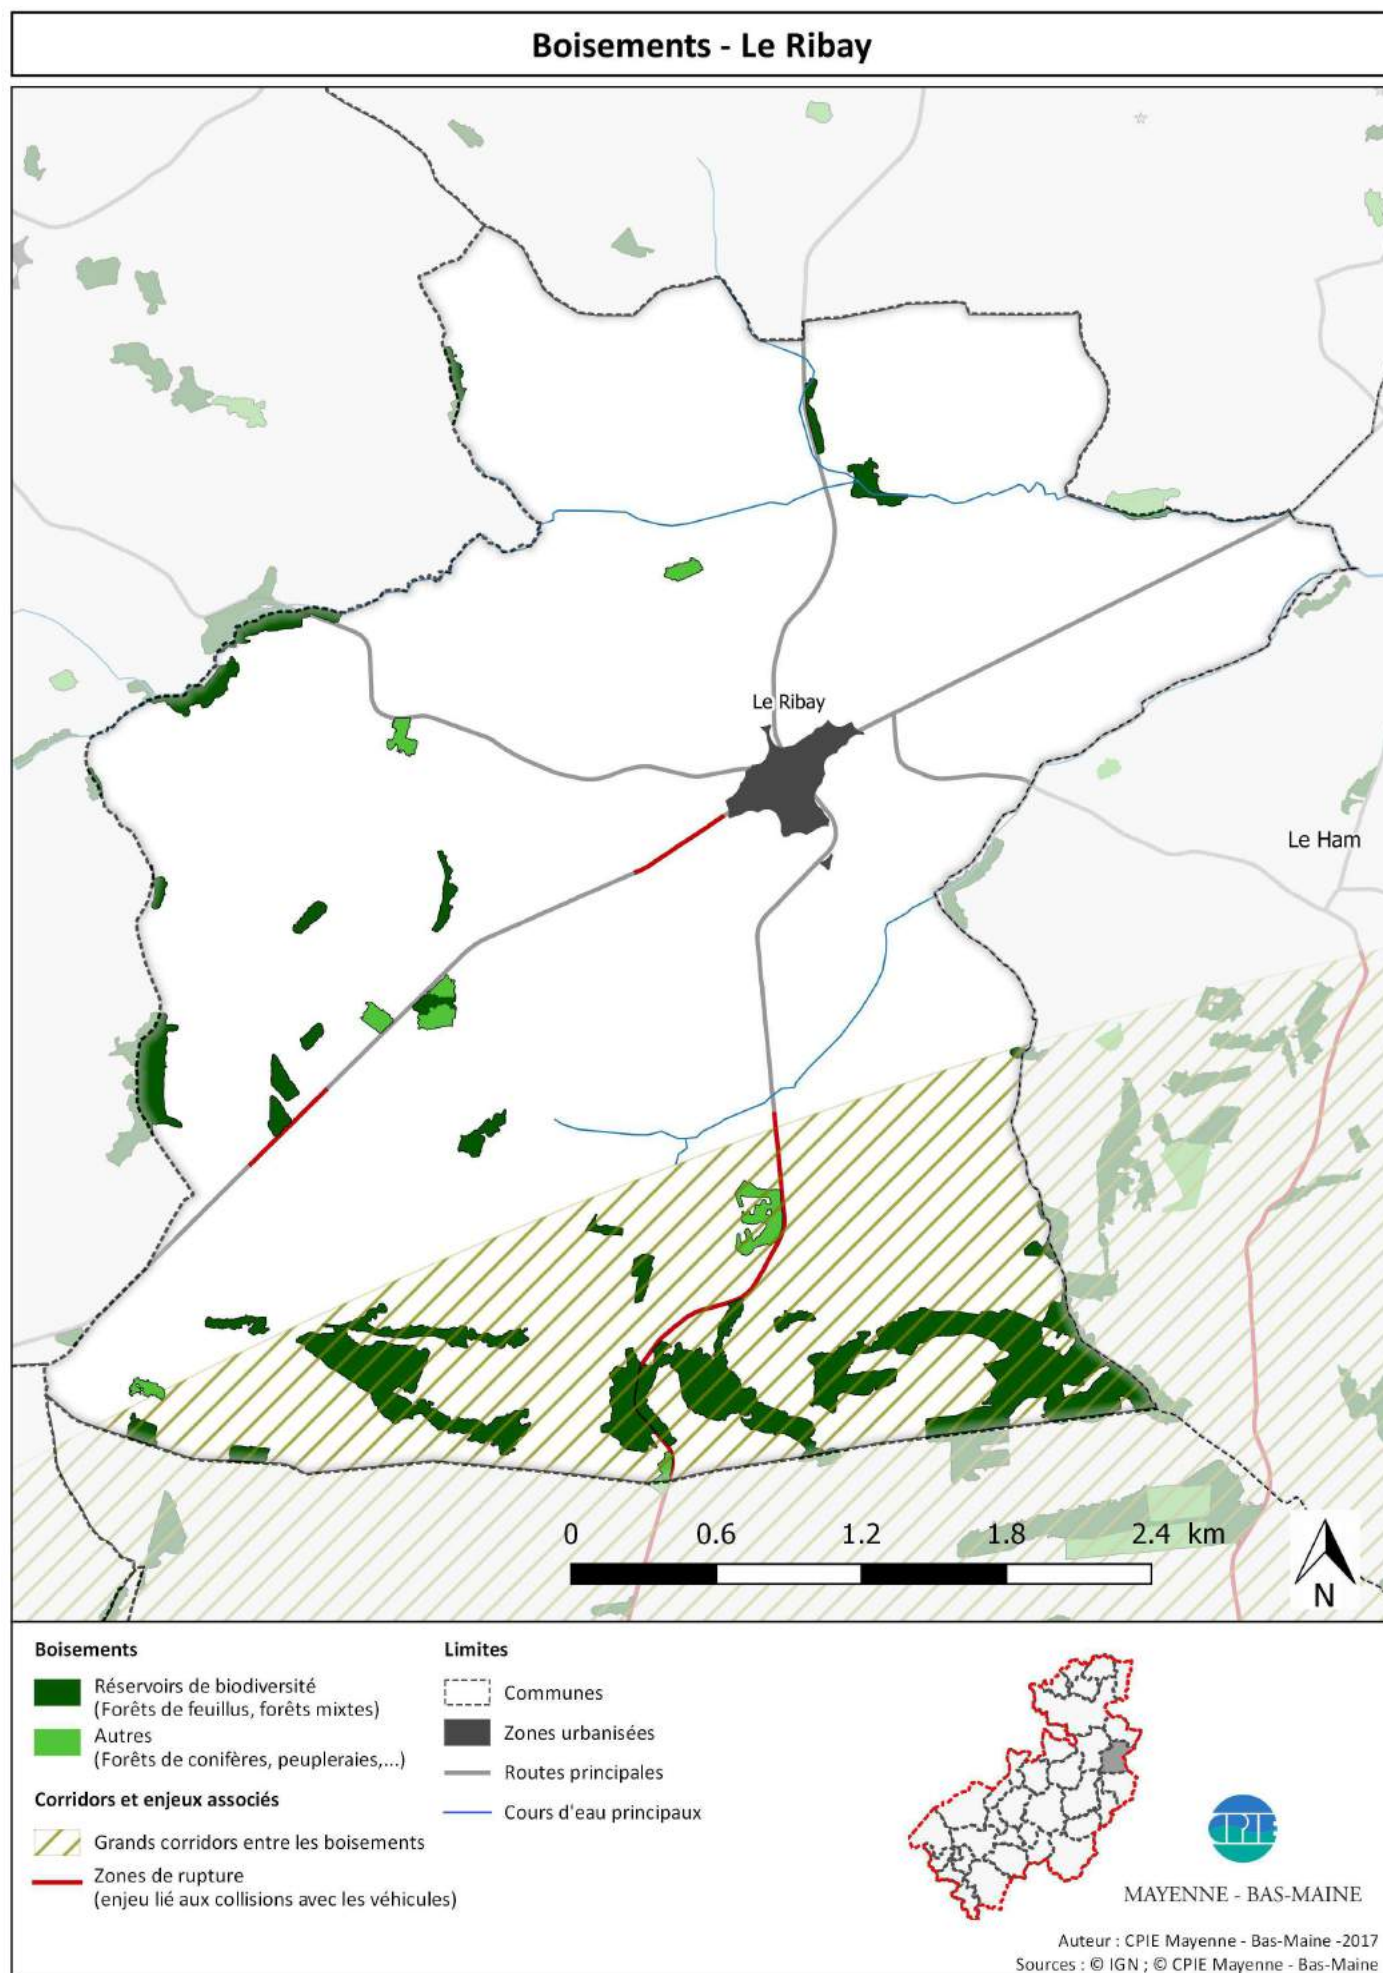 Boisements - Le Ribay
Le Ribay
Le Ham
0 0.6 1.2 1.8 2.4 km
N
Boisements
Réservoirs de biodiversité
(Forêts de feuillus, forêts mixtes)
Autres
(Forêts de conifères, peupleraies,...)
Corridors et enjeux associés
Grands corridors entre les boisements
Zones de rupture
(enjeu lié aux collisions avec les véhicules)
Limites
Communes
Zones urbanisées
Routes principales
Cours d'eau principaux
CPIE
MAYENNE - BAS-MAINE
Auteur : CPIE Mayenne - Bas-Maine -2017
Sources : © IGN ; © CPIE Mayenne - Bas-Maine